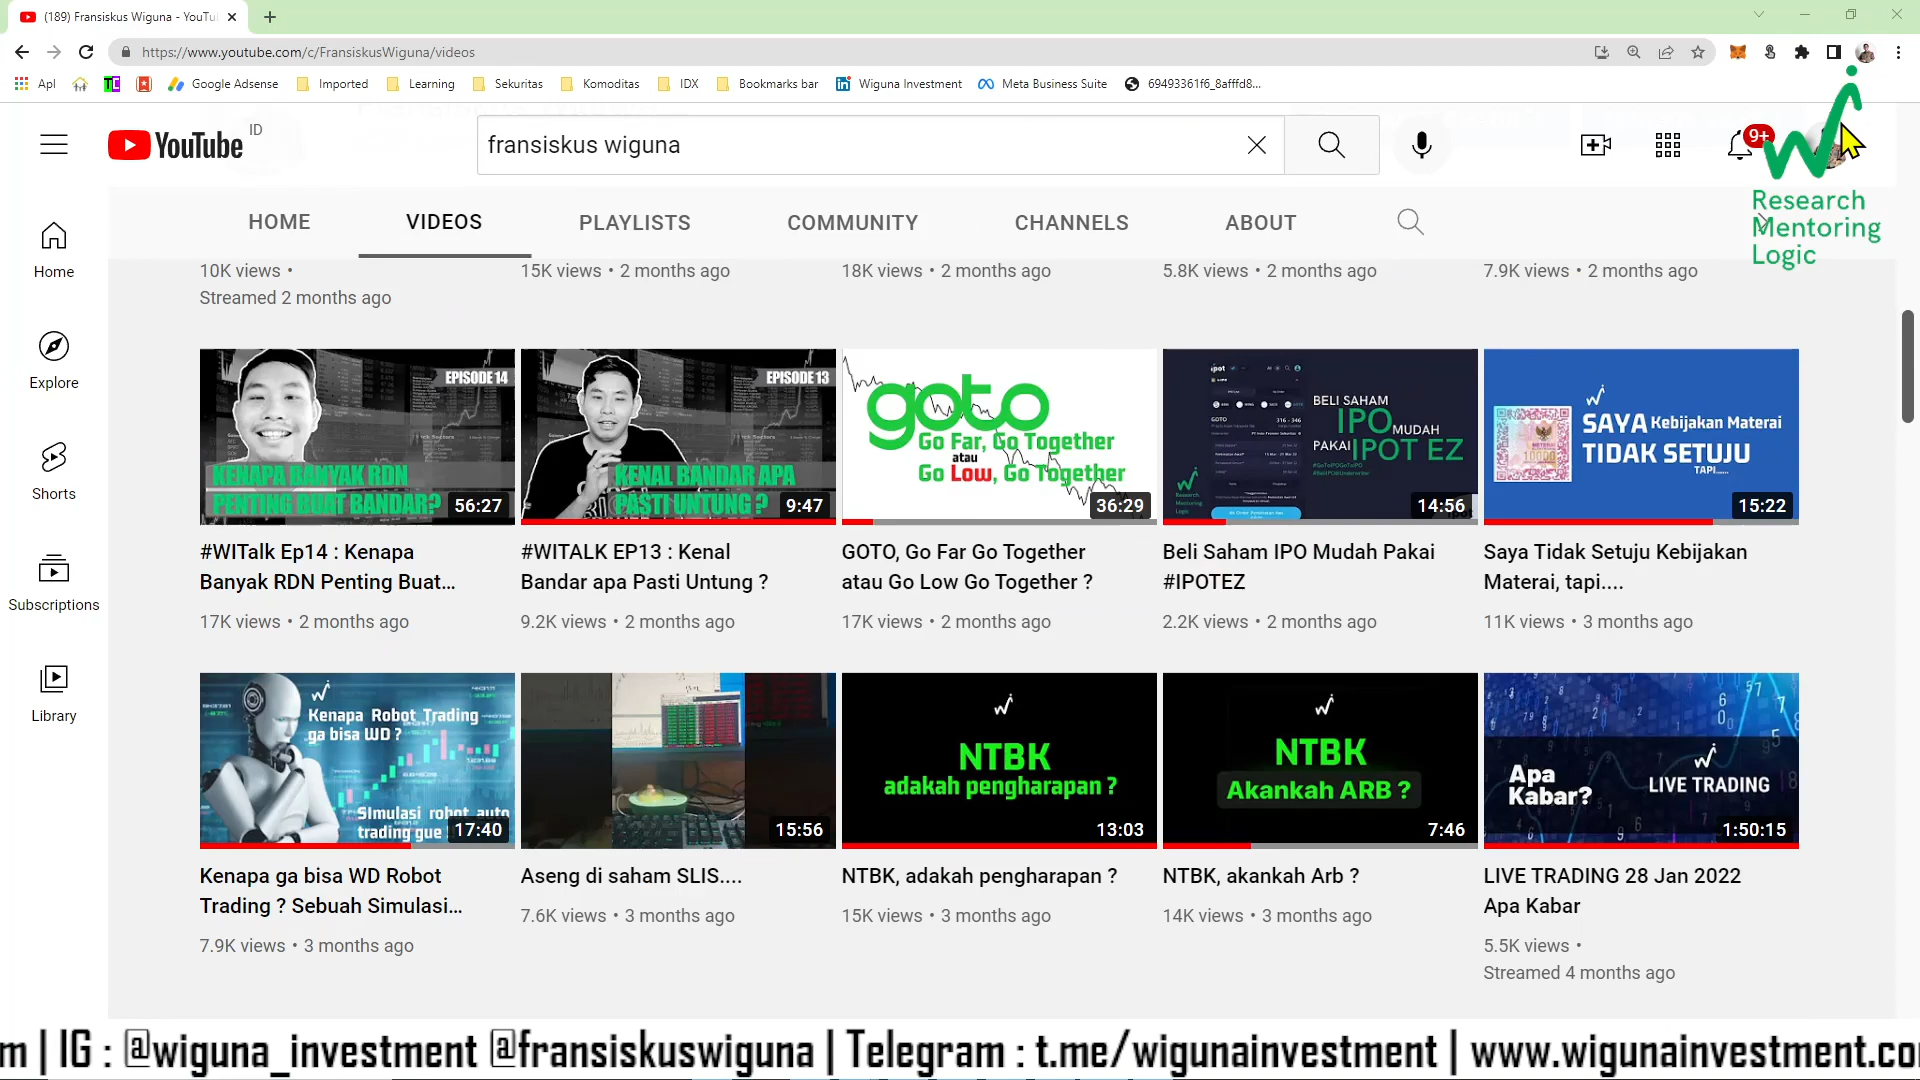 (189) Fransiskus Wiguna - YouTu
https://www.youtube.com/c/FransiskusWiguna/videos
Apl
Google Adsense
Imported
Learning
Sekuritas
Komoditas
IDX
Bookmarks bar
Wiguna Investment
Meta Business Suite
69493361f6_8afffd8...
YouTube
ID
fransiskus wiguna
9+
Research
Mentoring
Logic
HOME
VIDEOS
PLAYLISTS
COMMUNITY
CHANNELS
ABOUT
Home
Explore
Shorts
Subscriptions
Library
10K views •
Streamed 2 months ago
15K views • 2 months ago
18K views • 2 months ago
5.8K views • 2 months ago
7.9K views • 2 months ago
EPISODE 14
KENAPA BANYAK RDN
PENTING BUAT BANDAR?
56:27
EPISODE 13
KENAL BANDAR APA
PASTI UNTUNG ?
9:47
goto
Go Far, Go Together
atau
Go Low, Go Together
36:29
BELI SAHAM
IPO MUDAH
PAKAI IPOT EZ
14:56
SAYA Kebijakan Materai
TIDAK SETUJU
TAPI.....
15:22
#WITalk Ep14 : Kenapa
Banyak RDN Penting Buat...
17K views • 2 months ago
#WITALK EP13 : Kenal
Bandar apa Pasti Untung ?
9.2K views • 2 months ago
GOTO, Go Far Go Together
atau Go Low Go Together ?
17K views • 2 months ago
Beli Saham IPO Mudah Pakai
#IPOTEZ
2.2K views • 2 months ago
Saya Tidak Setuju Kebijakan
Materai, tapi....
11K views • 3 months ago
Kenapa Robot Trading
ga bisa WD ?
Simulasi robot auto
trading gue
17:40
15:56
NTBK
adakah pengharapan ?
13:03
NTBK
Akankah ARB ?
7:46
Apa
Kabar?
LIVE TRADING
1:50:15
Kenapa ga bisa WD Robot
Trading ? Sebuah Simulasi...
7.9K views • 3 months ago
Aseng di saham SLIS....
7.6K views • 3 months ago
NTBK, adakah pengharapan ?
15K views • 3 months ago
NTBK, akankah Arb ?
14K views • 3 months ago
LIVE TRADING 28 Jan 2022
Apa Kabar
5.5K views •
Streamed 4 months ago
m | IG : @wiguna_investment @fransiskuswiguna | Telegram : t.me/wigunainvestment | www.wigunainvestment.co